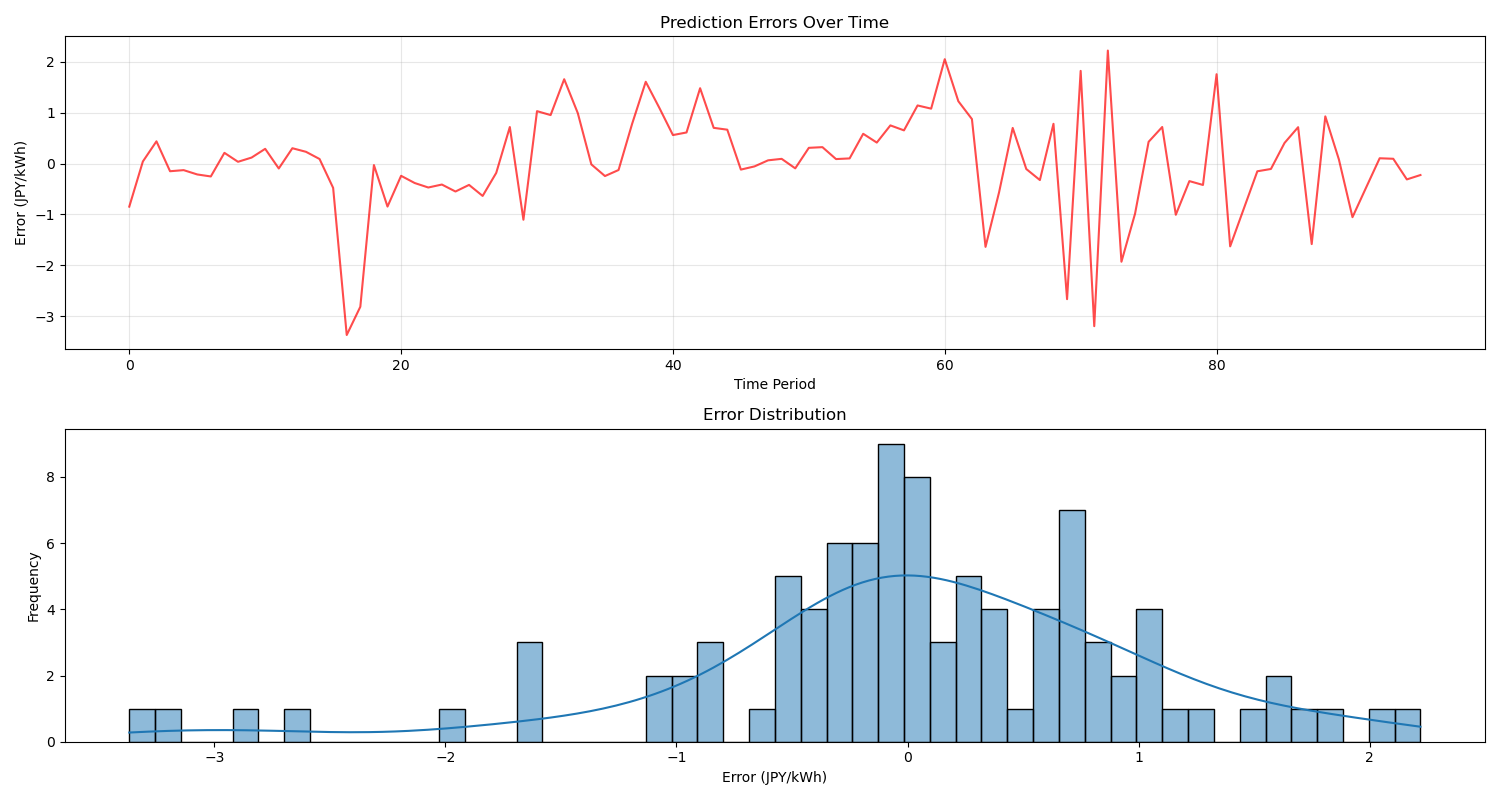 Prediction Errors Over Time
Error (JPY/kWh)
2
1
0
−1
−2
−3
0 20 40 60 80
Time Period
Error Distribution
Frequency
8
6
4
2
0
−3 −2 −1 0 1 2
Error (JPY/kWh)